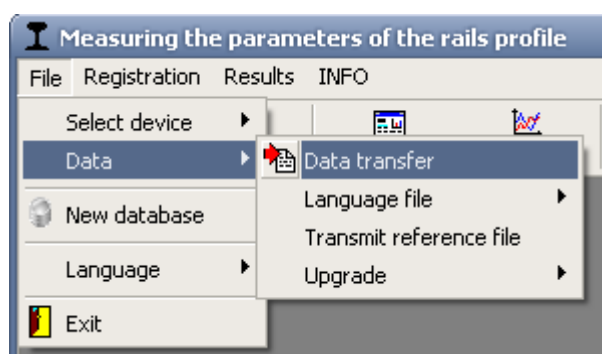 Measuring the parameters of the rails profile
File Registration Results INFO
Select device
Data
New database
Language
Exit
Data transfer
Language file
Transmit reference file
Upgrade